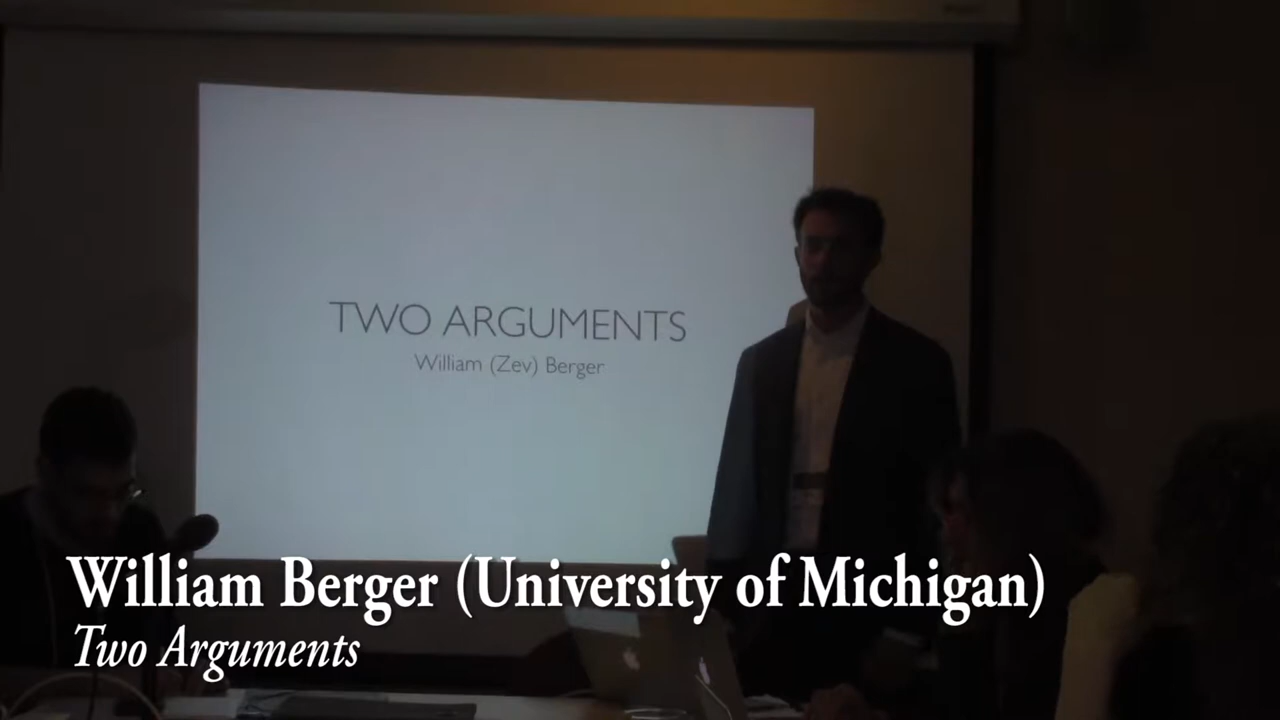 TWO ARGUMENTS
William (Zev) Berger
William Berger (University of Michigan)
Two Arguments